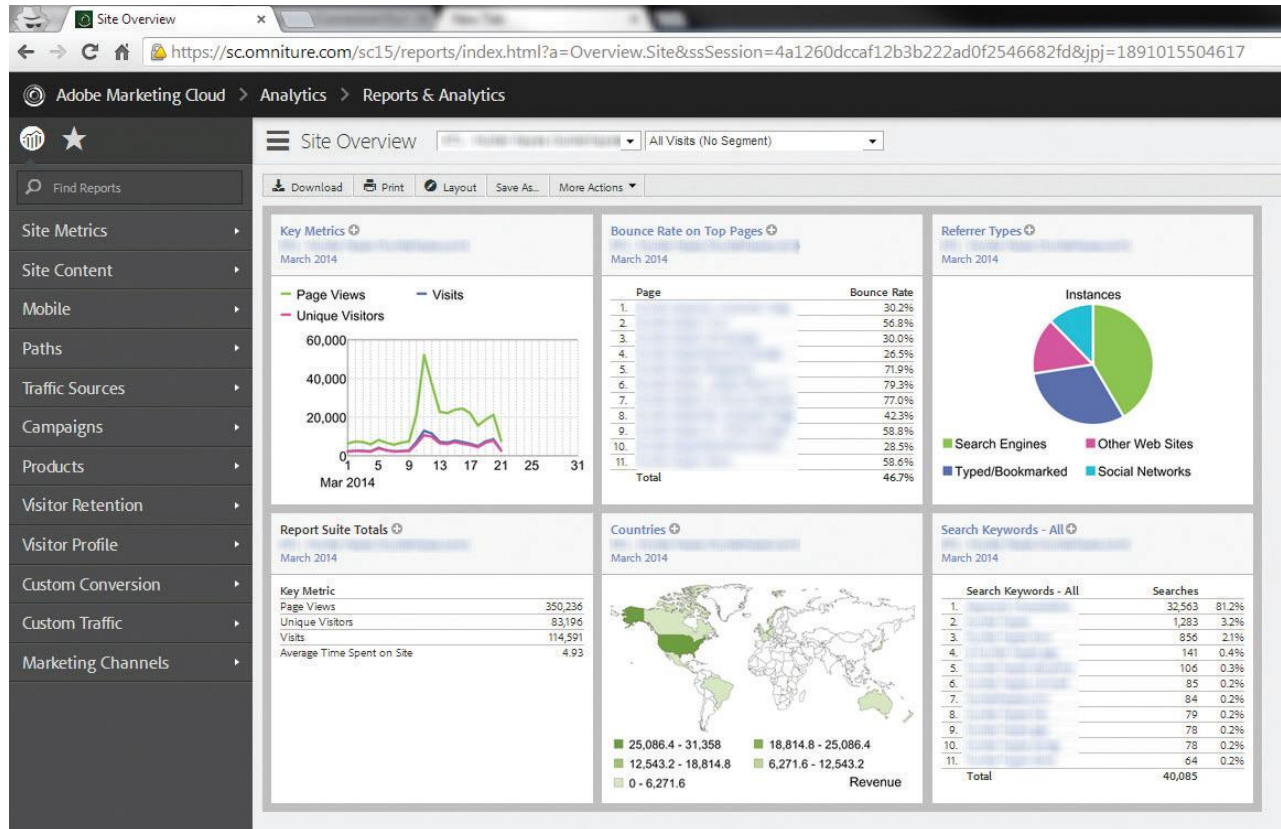 Site Overview
https://sc.omniture.com/sc15/reports/index.html?a=Overview.Site&ssSession=4a1260dccaf12b3b222ad0f2546682fd&jpj=1891015504617
Adobe Marketing Cloud > Analytics > Reports & Analytics
Site Overview All Visits (No Segment)
Find Reports
Download Print Layout Save As... More Actions
Site Metrics
Site Content
Mobile
Paths
Traffic Sources
Campaigns
Products
Visitor Retention
Visitor Profile
Custom Conversion
Custom Traffic
Marketing Channels
Key Metrics
March 2014
Page Views Visits
Unique Visitors
60,000
40,000
20,000
0
1 5 9 13 17 21 25 31
Mar 2014
Bounce Rate on Top Pages
March 2014
Page Bounce Rate
1. 30.2%
2. 56.8%
3. 30.0%
4. 26.5%
5. 71.9%
6. 79.3%
7. 77.0%
8. 42.3%
9. 58.8%
10. 28.5%
11. 58.6%
Total 46.7%
Referrer Types
March 2014
Instances
Search Engines Other Web Sites
Typed/Bookmarked Social Networks
Report Suite Totals
March 2014
Key Metric
Page Views 350,236
Unique Visitors 83,196
Visits 114,591
Average Time Spent on Site 4.93
Countries
March 2014
25,086.4 - 31,358 18,814.8 - 25,086.4
12,543.2 - 18,814.8 6,271.6 - 12,543.2
0 - 6,271.6 Revenue
Search Keywords - All
March 2014
Search Keywords - All Searches
1. 32,563 81.2%
2. 1,283 3.2%
3. 856 2.1%
4. 141 0.4%
5. 106 0.3%
6. 85 0.2%
7. 84 0.2%
8. 79 0.2%
9. 78 0.2%
10. 78 0.2%
11. 64 0.2%
Total 40,085